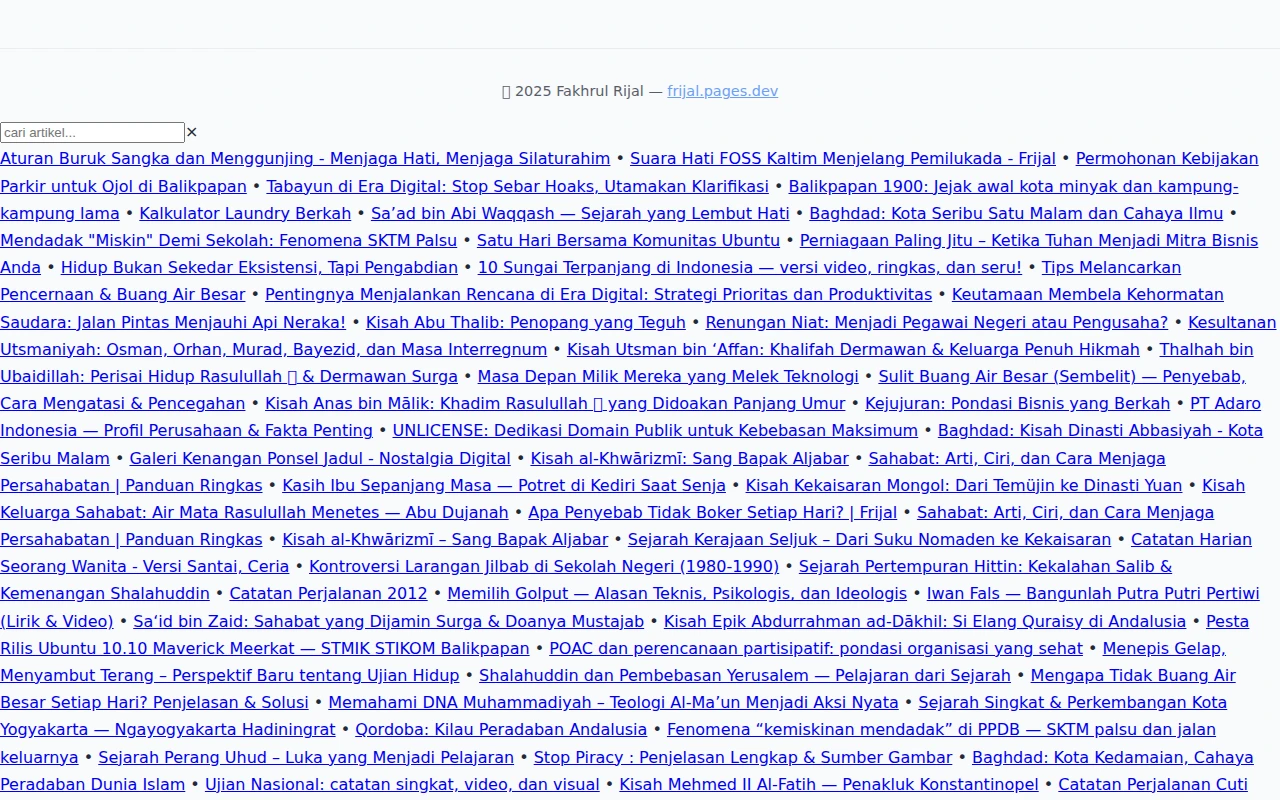 2025 Fakhrul Rijal — frijal.pages.dev
cari artikel... ×
Aturan Buruk Sangka dan Menggunjing - Menjaga Hati, Menjaga Silaturahim • Suara Hati FOSS Kaltim Menjelang Pemilukada - Frijal • Permohonan Kebijakan
Parkir untuk Ojol di Balikpapan • Tabayun di Era Digital: Stop Sebar Hoaks, Utamakan Klarifikasi • Balikpapan 1900: Jejak awal kota minyak dan kampung-
kampung lama • Kalkulator Laundry Berkah • Sa’ad bin Abi Waqqash — Sejarah yang Lembut Hati • Baghdad: Kota Seribu Satu Malam dan Cahaya Ilmu •
Mendadak "Miskin" Demi Sekolah: Fenomena SKTM Palsu • Satu Hari Bersama Komunitas Ubuntu • Perniagaan Paling Jitu – Ketika Tuhan Menjadi Mitra Bisnis
Anda • Hidup Bukan Sekedar Eksistensi, Tapi Pengabdian • 10 Sungai Terpanjang di Indonesia — versi video, ringkas, dan seru! • Tips Melancarkan
Pencernaan & Buang Air Besar • Pentingnya Menjalankan Rencana di Era Digital: Strategi Prioritas dan Produktivitas • Keutamaan Membela Kehormatan
Saudara: Jalan Pintas Menjauhi Api Neraka! • Kisah Abu Thalib: Penopang yang Teguh • Renungan Niat: Menjadi Pegawai Negeri atau Pengusaha? • Kesultanan
Utsmaniyah: Osman, Orhan, Murad, Bayezid, dan Masa Interregnum • Kisah Utsman bin ‘Affan: Khalifah Dermawan & Keluarga Penuh Hikmah • Thalhah bin
Ubaidillah: Perisai Hidup Rasulullah & Dermawan Surga • Masa Depan Milik Mereka yang Melek Teknologi • Sulit Buang Air Besar (Sembelit) — Penyebab,
Cara Mengatasi & Pencegahan • Kisah Anas bin Mālik: Khadim Rasulullah yang Didoakan Panjang Umur • Kejujuran: Pondasi Bisnis yang Berkah • PT Adaro
Indonesia — Profil Perusahaan & Fakta Penting • UNLICENSE: Dedikasi Domain Publik untuk Kebebasan Maksimum • Baghdad: Kisah Dinasti Abbasiyah - Kota
Seribu Malam • Galeri Kenangan Ponsel Jadul - Nostalgia Digital • Kisah al-Khwārizmī: Sang Bapak Aljabar • Sahabat: Arti, Ciri, dan Cara Menjaga
Persahabatan | Panduan Ringkas • Kasih Ibu Sepanjang Masa — Potret di Kediri Saat Senja • Kisah Kekaisaran Mongol: Dari Temüjin ke Dinasti Yuan • Kisah
Keluarga Sahabat: Air Mata Rasulullah Menetes — Abu Dujanah • Apa Penyebab Tidak Boker Setiap Hari? | Frijal • Sahabat: Arti, Ciri, dan Cara Menjaga
Persahabatan | Panduan Ringkas • Kisah al-Khwārizmī – Sang Bapak Aljabar • Sejarah Kerajaan Seljuk – Dari Suku Nomaden ke Kekaisaran • Catatan Harian
Seorang Wanita - Versi Santai, Ceria • Kontroversi Larangan Jilbab di Sekolah Negeri (1980-1990) • Sejarah Pertempuran Hittin: Kekalahan Salib &
Kemenangan Shalahuddin • Catatan Perjalanan 2012 • Memilih Golput — Alasan Teknis, Psikologis, dan Ideologis • Iwan Fals — Bangunlah Putra Putri Pertiwi
(Lirik & Video) • Sa‘id bin Zaid: Sahabat yang Dijamin Surga & Doanya Mustajab • Kisah Epik Abdurrahman ad-Dākhil: Si Elang Quraisy di Andalusia • Pesta
Rilis Ubuntu 10.10 Maverick Meerkat — STMIK STIKOM Balikpapan • POAC dan perencanaan partisipatif: pondasi organisasi yang sehat • Menepis Gelap,
Menyambut Terang – Perspektif Baru tentang Ujian Hidup • Shalahuddin dan Pembebasan Yerusalem — Pelajaran dari Sejarah • Mengapa Tidak Buang Air
Besar Setiap Hari? Penjelasan & Solusi • Memahami DNA Muhammadiyah – Teologi Al-Ma’un Menjadi Aksi Nyata • Sejarah Singkat & Perkembangan Kota
Yogyakarta — Ngayogyakarta Hadiningrat • Qordoba: Kilau Peradaban Andalusia • Fenomena “kemiskinan mendadak” di PPDB — SKTM palsu dan jalan
keluarnya • Sejarah Perang Uhud – Luka yang Menjadi Pelajaran • Stop Piracy : Penjelasan Lengkap & Sumber Gambar • Baghdad: Kota Kedamaian, Cahaya
Peradaban Dunia Islam • Ujian Nasional: catatan singkat, video, dan visual • Kisah Mehmed II Al-Fatih — Penakluk Konstantinopel • Catatan Perjalanan Cuti